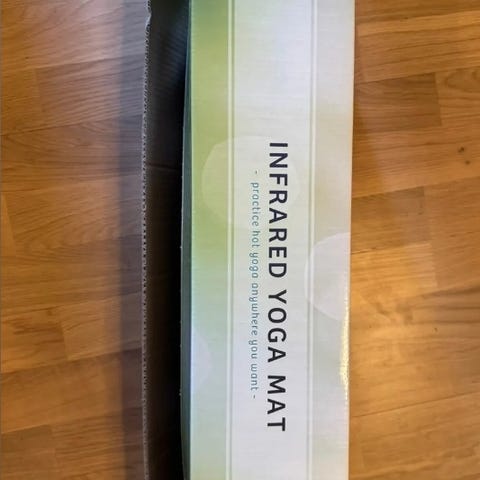 INFRARED YOGA MAT
- practice hot yoga anywhere you want -